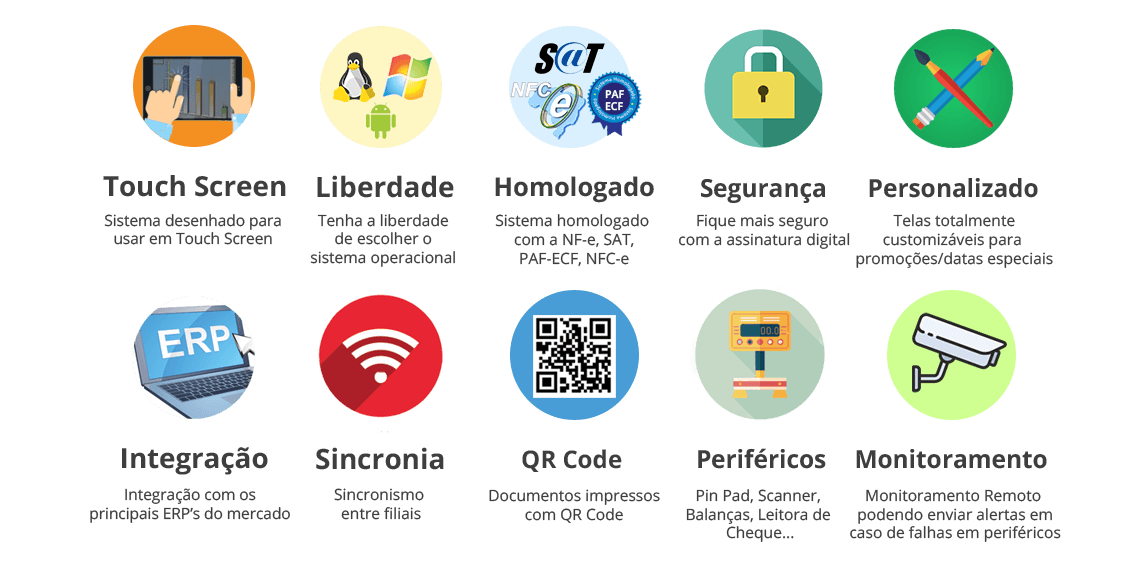 S@T
NFC
e
PAF
ECF
Touch Screen
Sistema desenhado para
usar em Touch Screen
Liberdade
Tenha a liberdade
de escolher o
sistema operacional
Homologado
Sistema homologado
com a NF-e, SAT,
PAF-ECF, NFC-e
Segurança
Fique mais seguro
com a assinatura digital
Personalizado
Telas totalmente
customizáveis para
promoções/datas especiais
ERP
00.0
Integração
Integração com os
principais ERP’s do mercado
Sincronia
Sincronismo
entre filiais
QR Code
Documentos impressos
com QR Code
Periféricos
Pin Pad, Scanner,
Balanças, Leitora de
Cheque...
Monitoramento
Monitoramento Remoto
podendo enviar alertas em
caso de falhas em periféricos